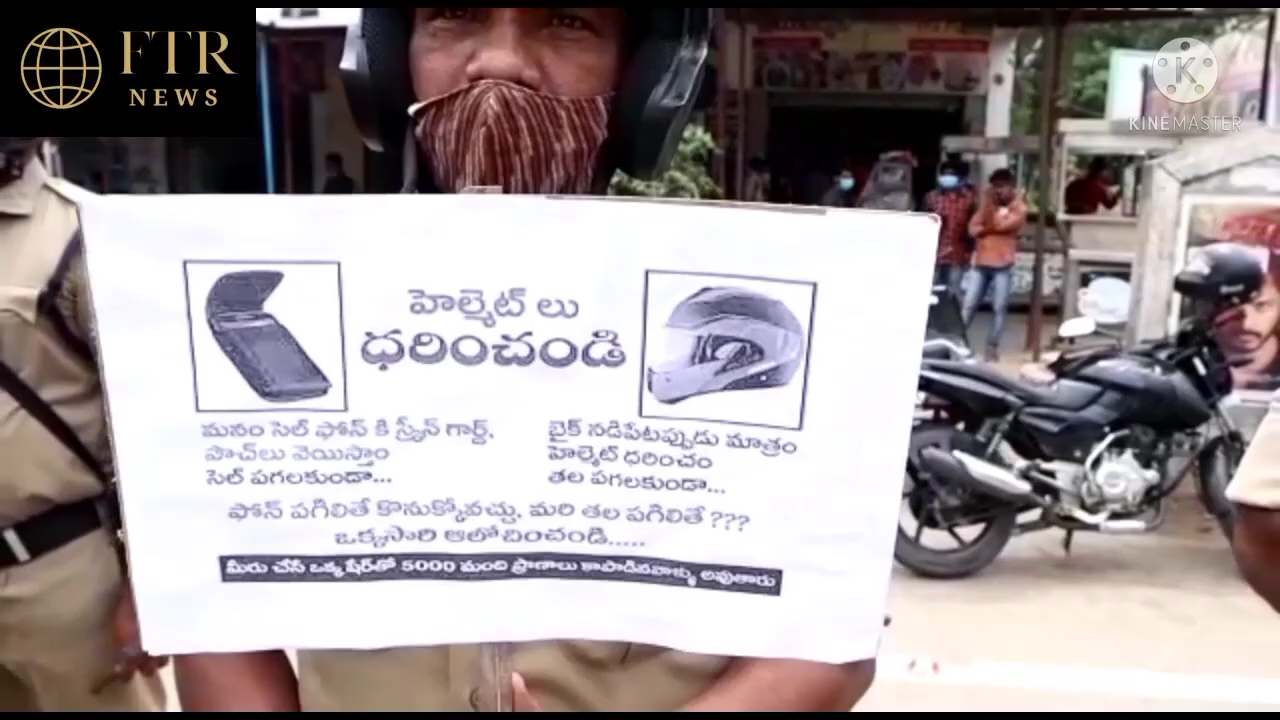 FTR
NEWS
K
KINEMASTER
హెల్మెట్ లు
ధరించండి
మనం సెల్ ఫోన్ కి స్క్రీన్ గార్డ్,
పౌచ్‌లు వెయిస్తాం
సెల్ పగలకుండా...
బైక్ నడిపేటప్పుడు మాత్రం
హెల్మెట్ ధరించం
తల పగలకుండా...
ఫోన్ పగిలితే కొనుక్కోవచ్చు, మరి తల పగిలితే ???
ఒక్కసారి ఆలోచించండి.....
మీరు చేసే ఒక్క షేర్‌తో 5000 మంది ప్రాణాలు కాపాడినవాళ్ళు అవుతారు